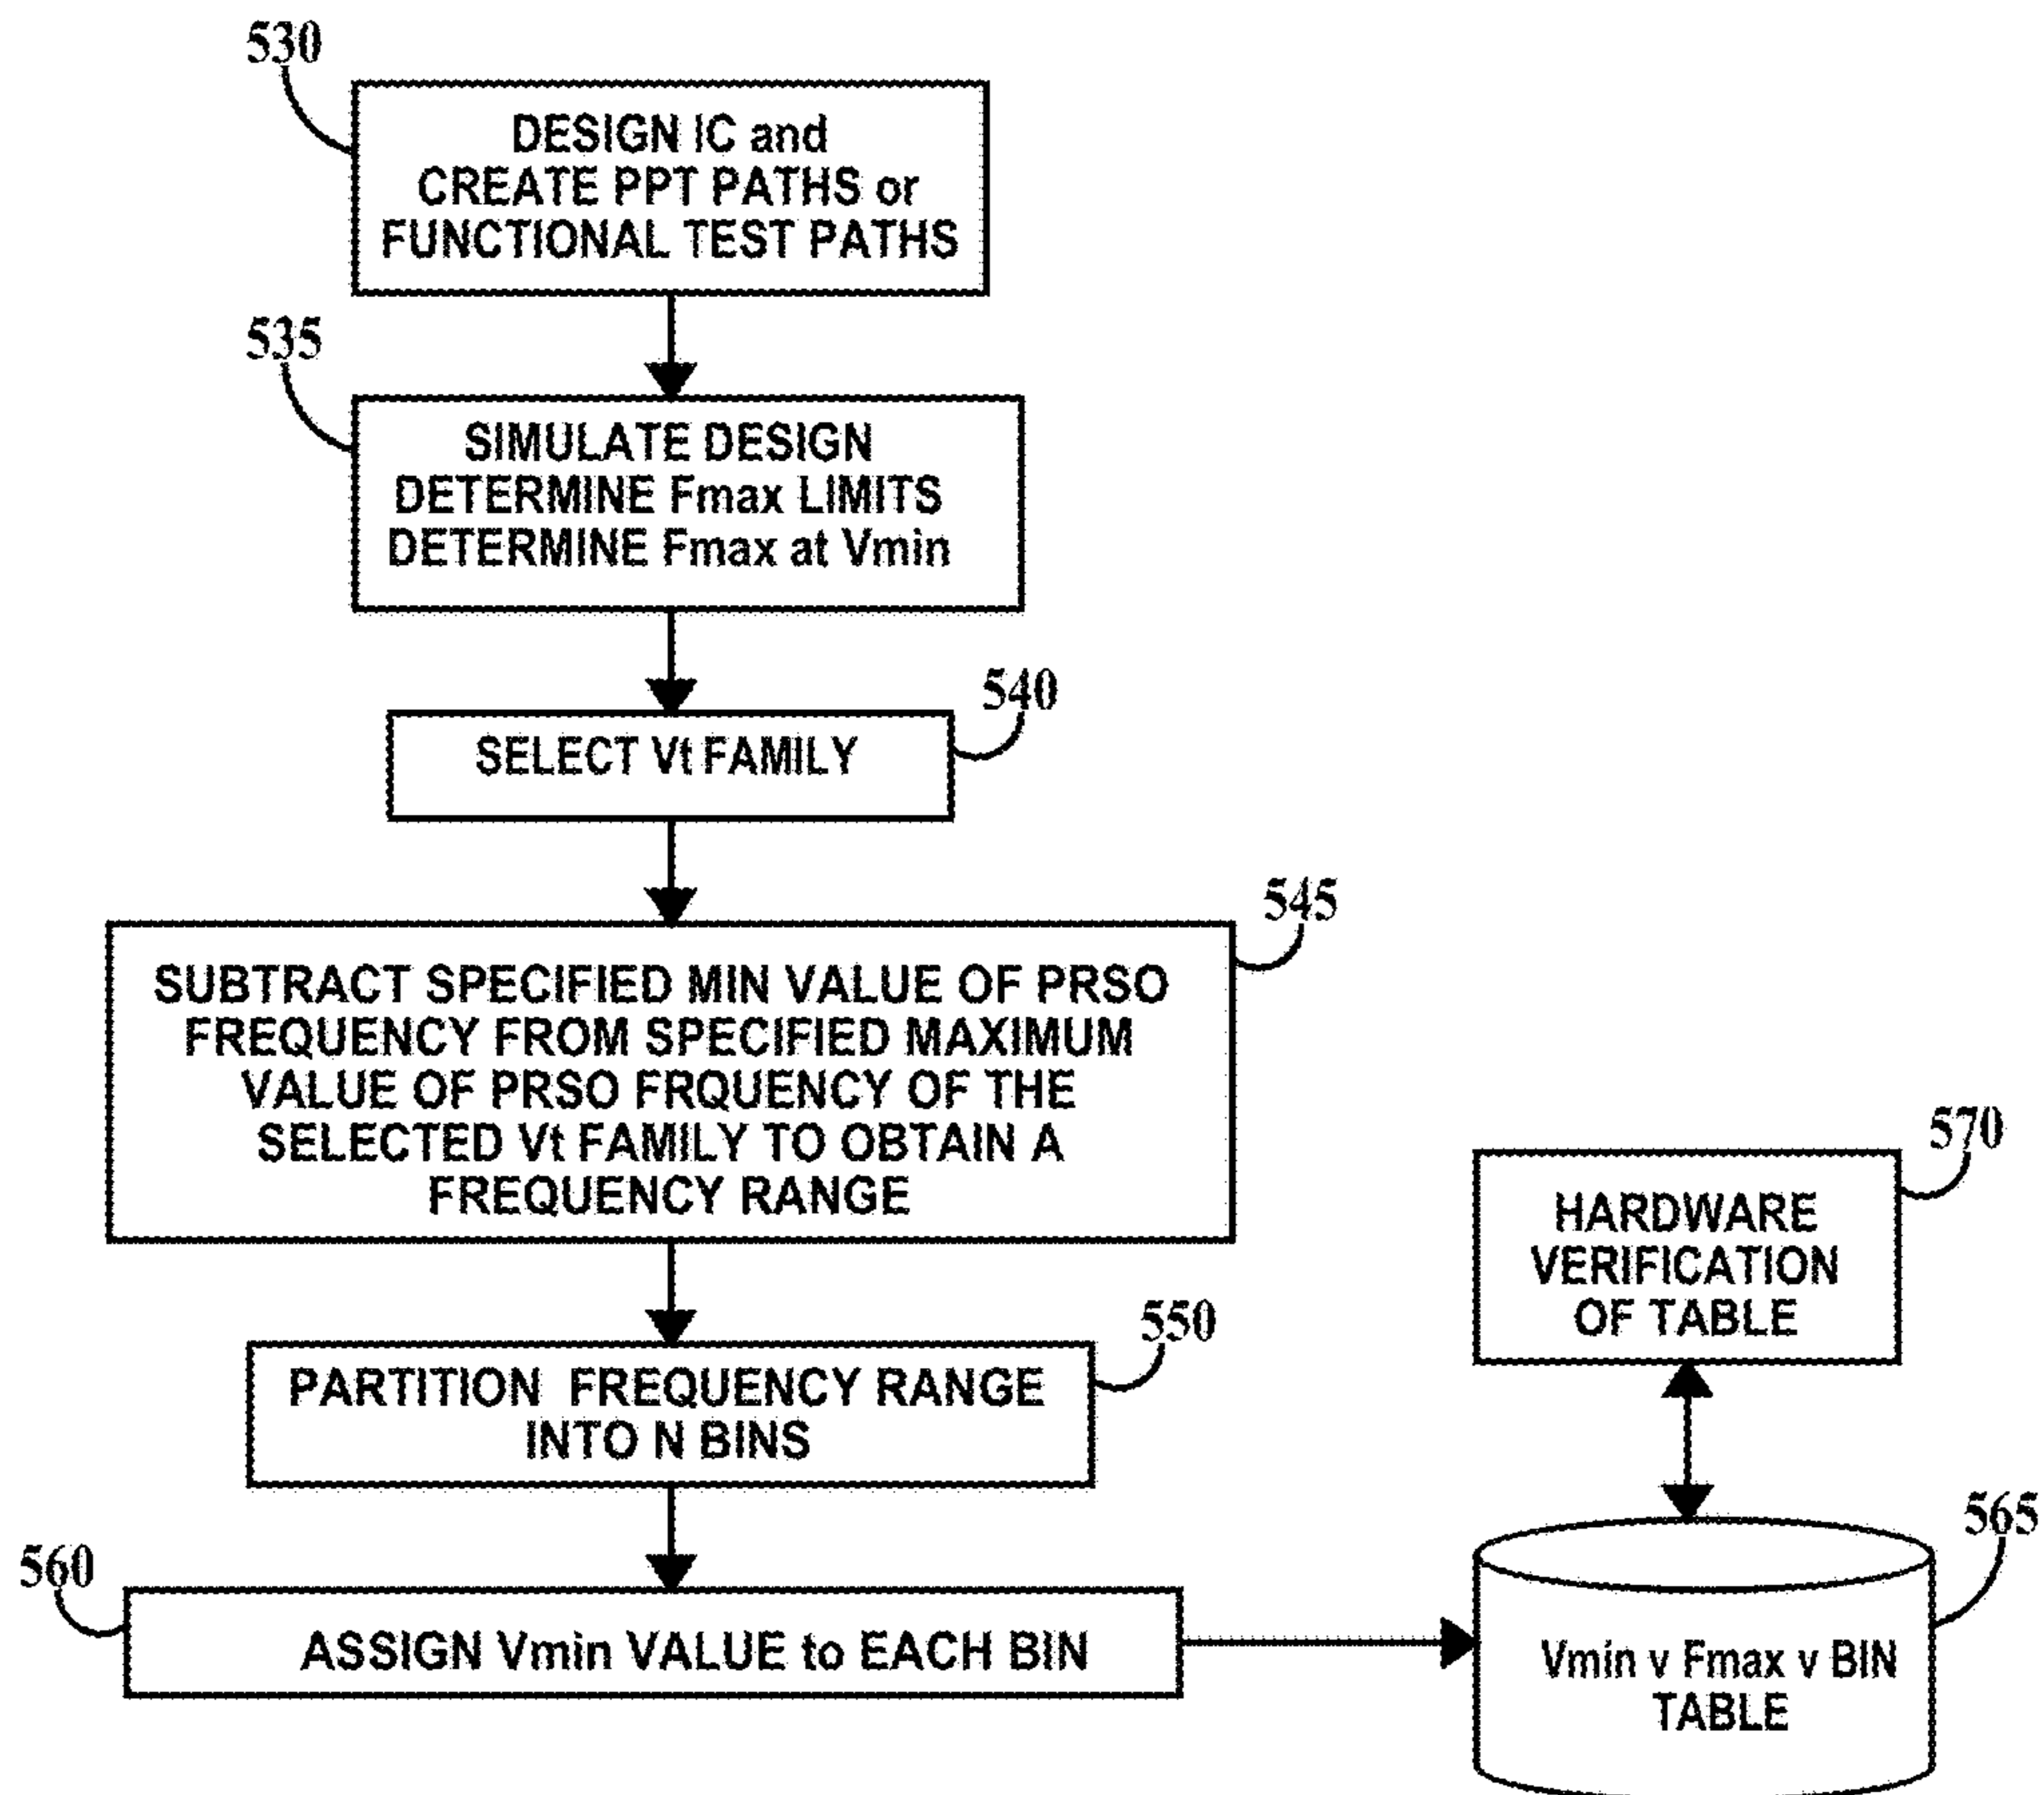 530
DESIGN IC and
CREATE PPT PATHS or
FUNCTIONAL TEST PATHS
535
SIMULATE DESIGN
DETERMINE Fmax LIMITS
DETERMINE Fmax at Vmin
540
SELECT Vt FAMILY
545
SUBTRACT SPECIFIED MIN VALUE OF PRSO
FREQUENCY FROM SPECIFIED MAXIMUM
VALUE OF PRSO FRQUENCY OF THE
SELECTED Vt FAMILY TO OBTAIN A
FREQUENCY RANGE
550
PARTITION FREQUENCY RANGE
INTO N BINS
560
ASSIGN Vmin VALUE to EACH BIN
570
HARDWARE
VERIFICATION
OF TABLE
565
Vmin v Fmax v BIN
TABLE